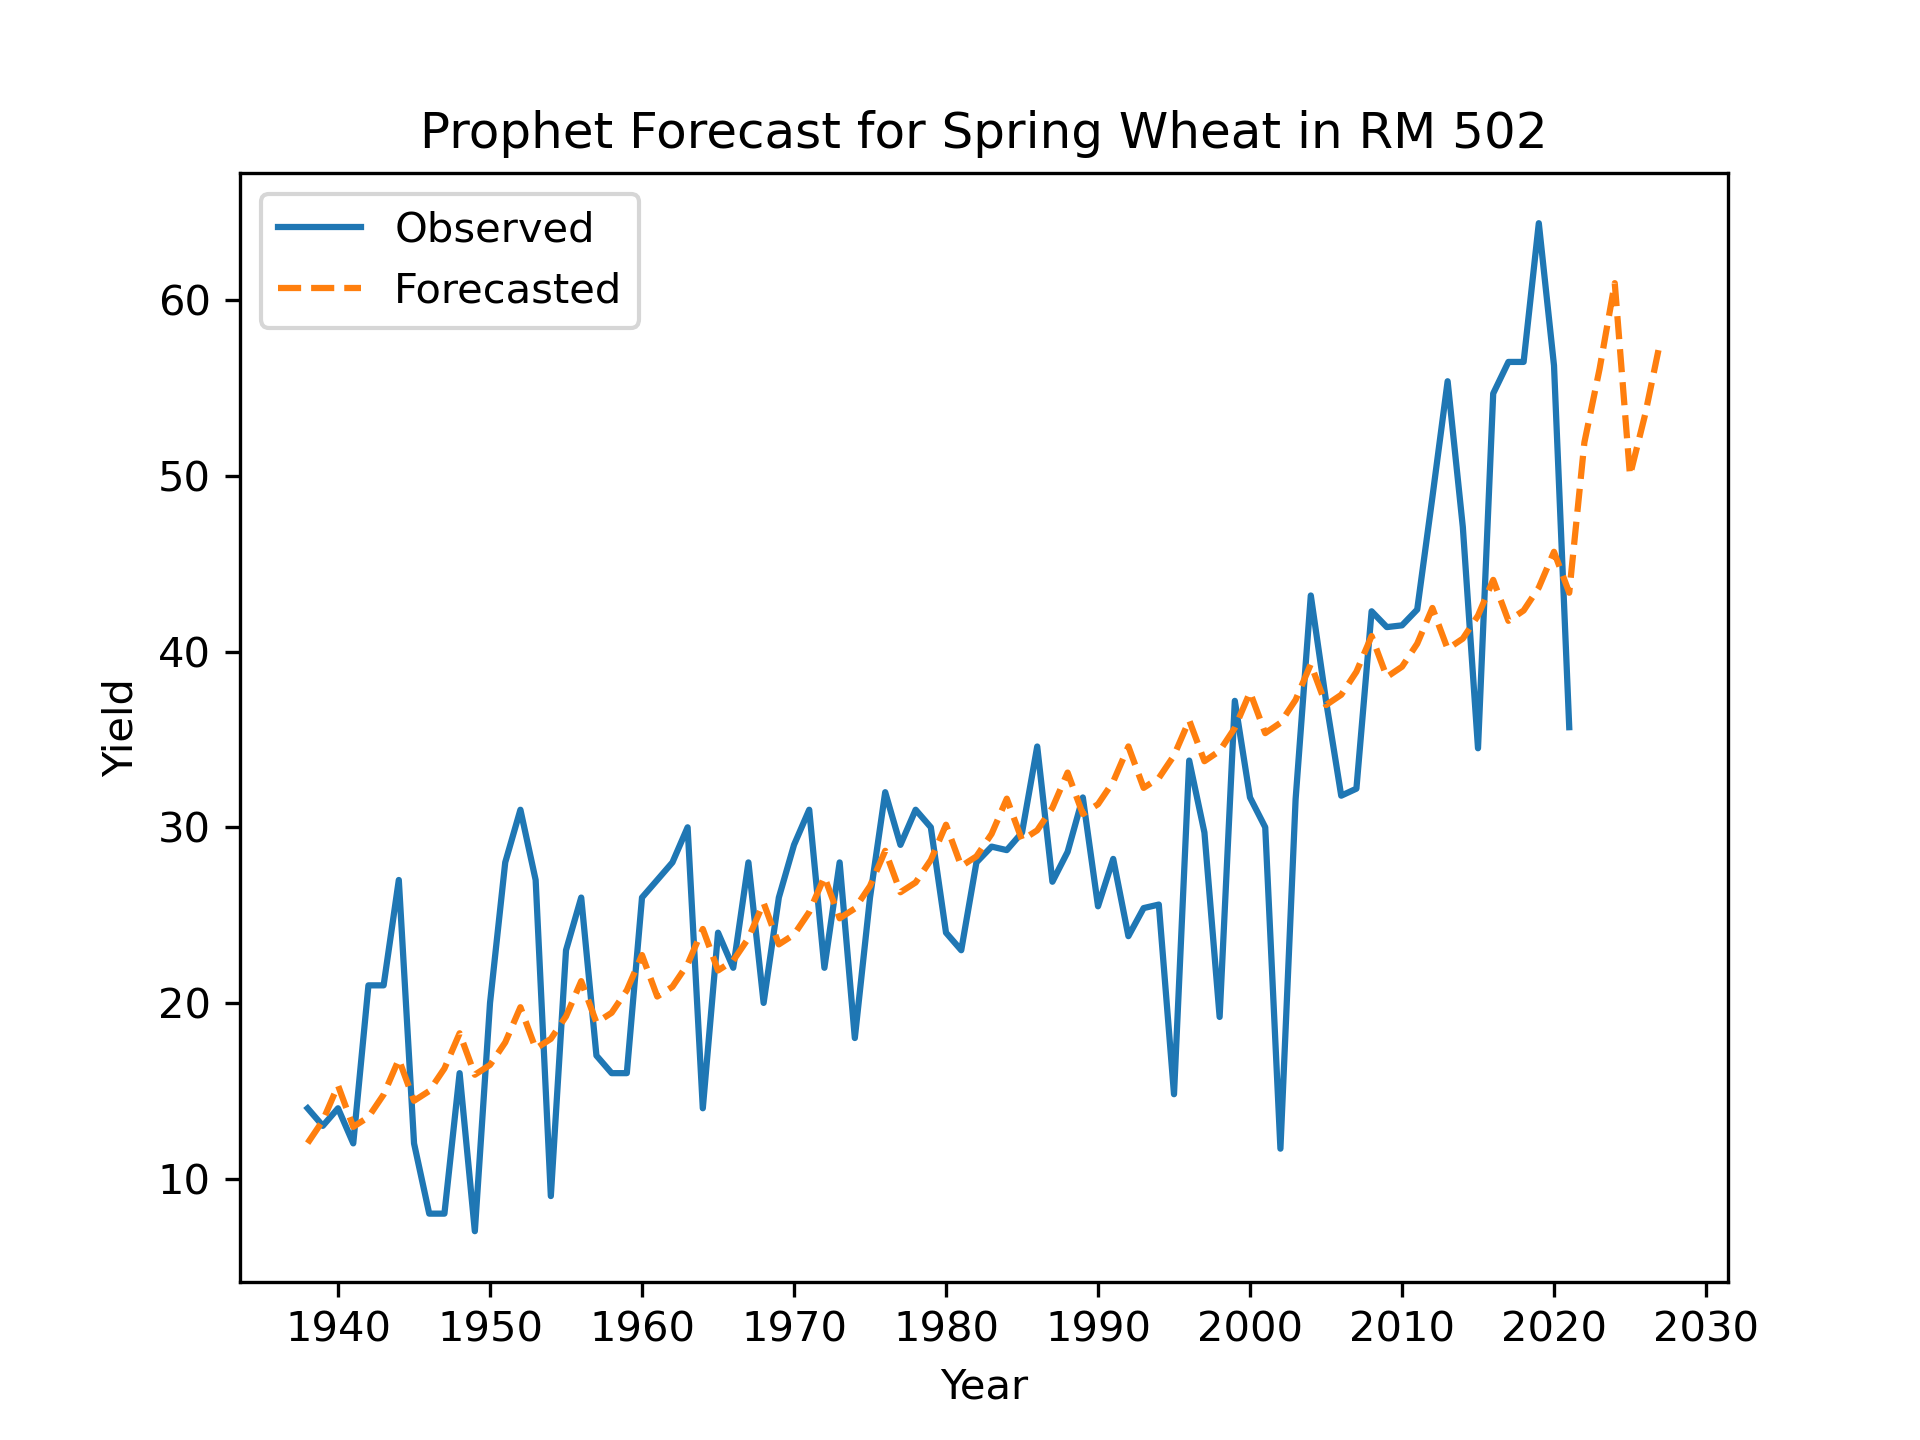 Prophet Forecast for Spring Wheat in RM 502
Observed
Forecasted
60
50
40
30
20
10
Yield
1940 1950 1960 1970 1980 1990 2000 2010 2020 2030
Year